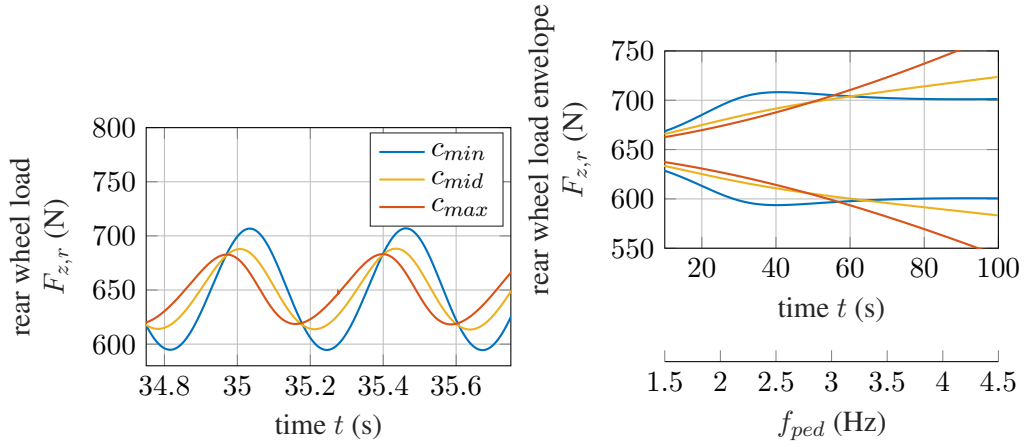 rear wheel load
F_{z,r} (N)
800
750
700
650
600
c_{min}
c_{mid}
c_{max}
34.8 35 35.2 35.4 35.6
time t (s)
rear wheel load envelope
F_{z,r} (N)
750
700
650
600
550
20 40 60 80 100
time t (s)
1.5 2 2.5 3 3.5 4 4.5
f_{ped} (Hz)